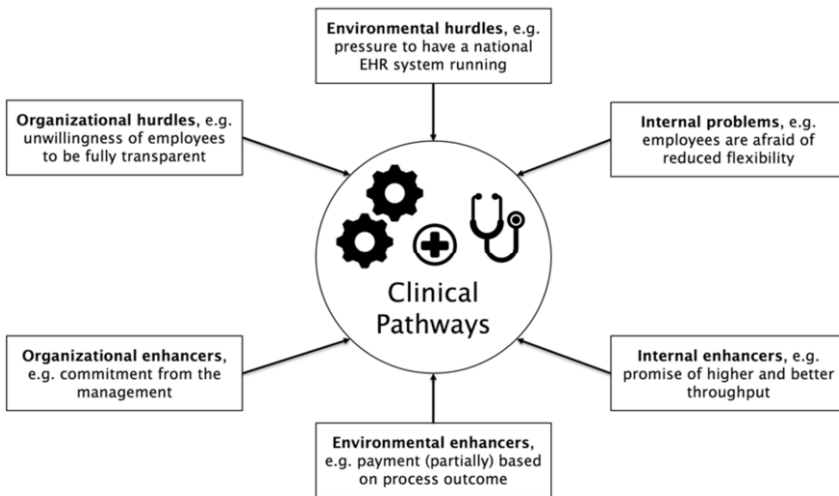 Environmental hurdles, e.g.
pressure to have a national
EHR system running
Organizational hurdles, e.g.
unwillingness of employees
to be fully transparent
Internal problems, e.g.
employees are afraid of
reduced flexibility
Clinical
Pathways
Organizational enhancers,
e.g. commitment from the
management
Internal enhancers, e.g.
promise of higher and better
throughput
Environmental enhancers,
e.g. payment (partially) based
on process outcome